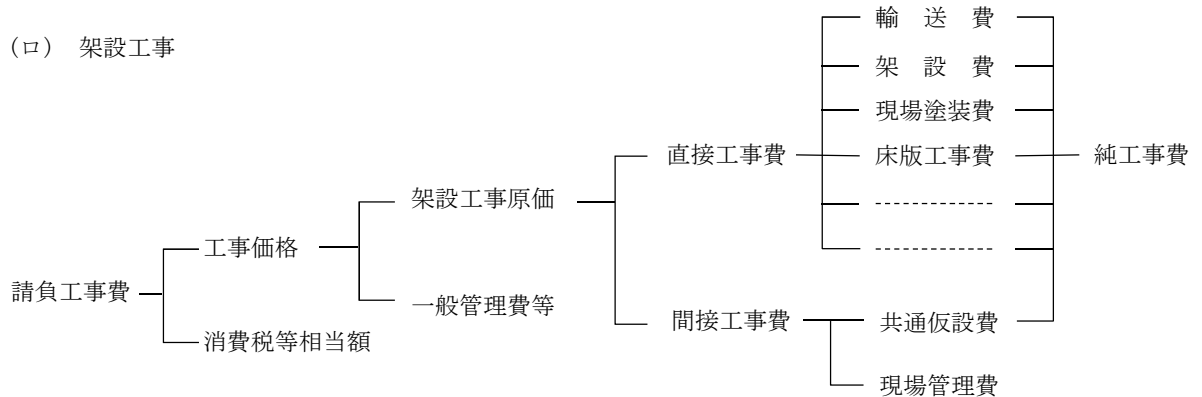 (ロ) 架設工事
輸 送 費
架 設 費
現場塗装費
直接工事費
床版工事費
純工事費
架設工事原価
工事価格
請負工事費
一般管理費等
間接工事費
共通仮設費
消費税等相当額
現場管理費